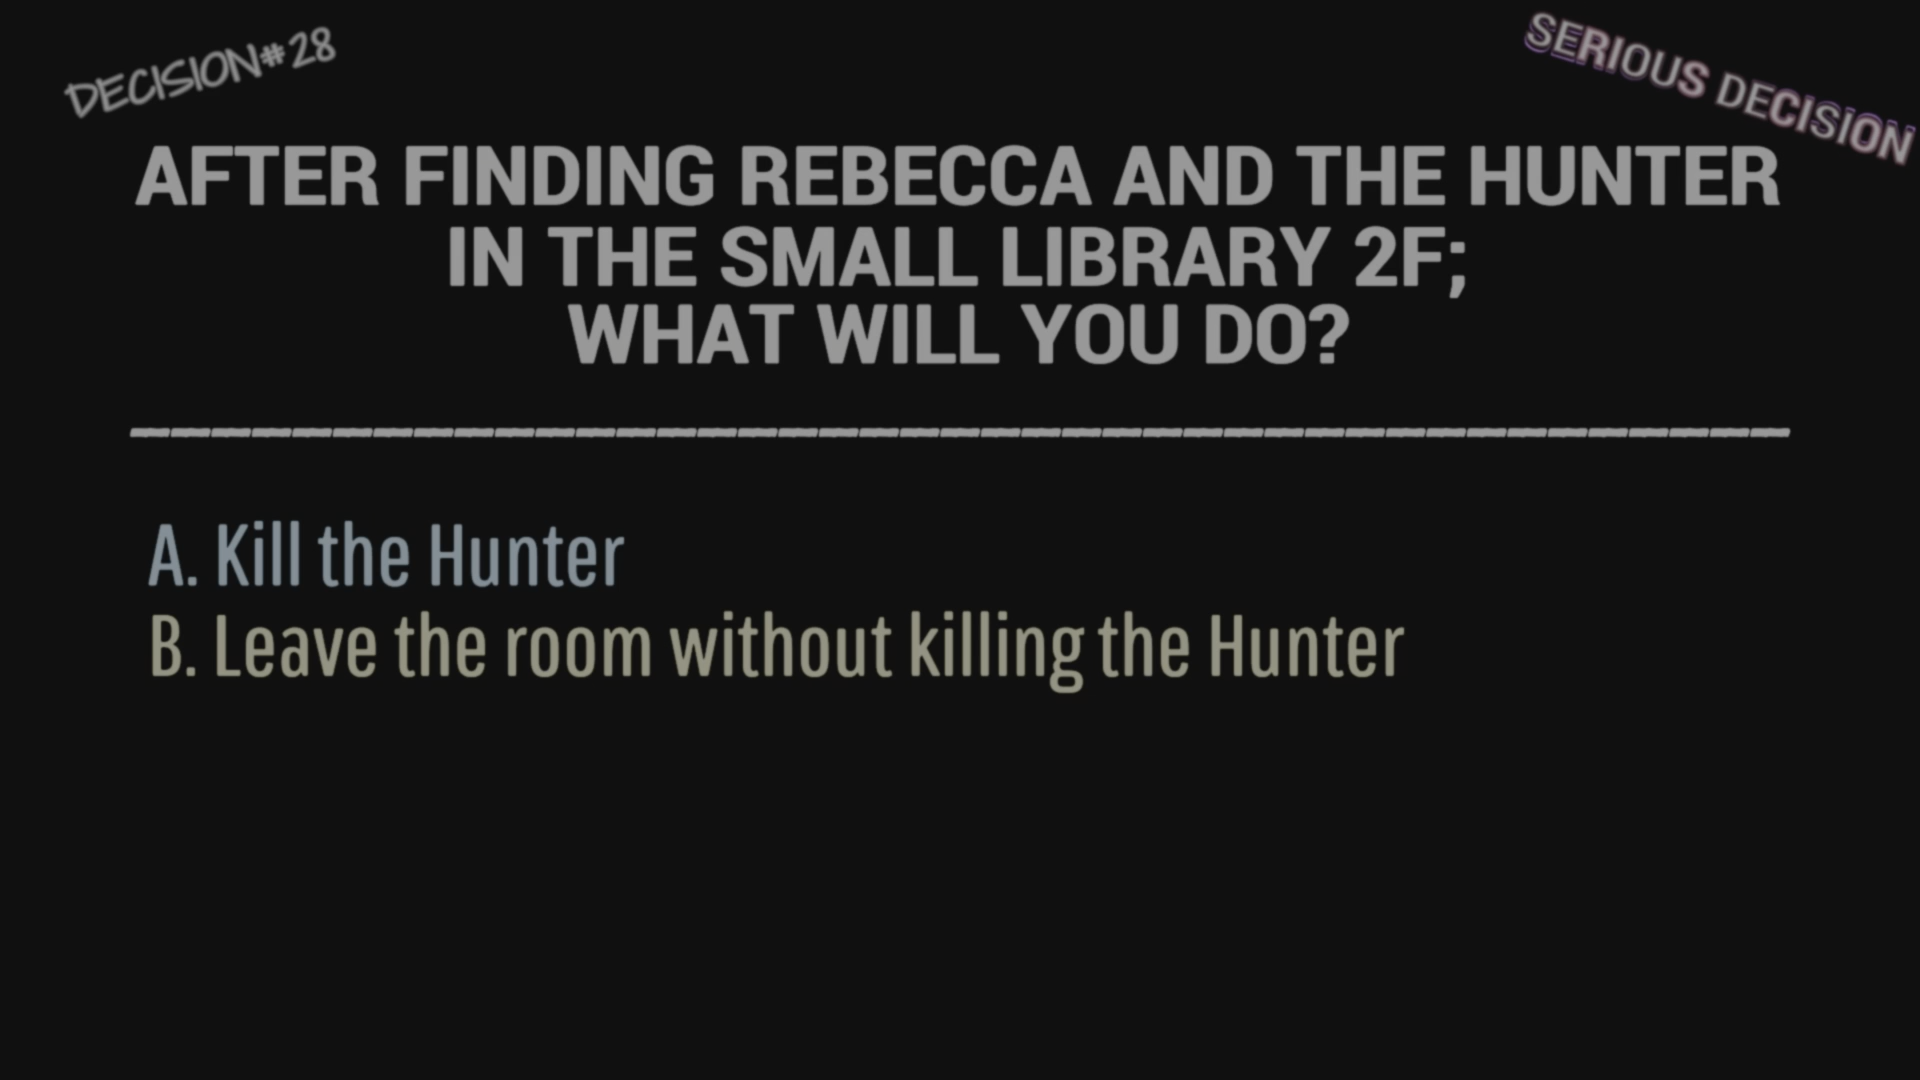 DECISION#28
SERIOUS DECISION
AFTER FINDING REBECCA AND THE HUNTER
IN THE SMALL LIBRARY 2F;
WHAT WILL YOU DO?
A. Kill the Hunter
B. Leave the room without killing the Hunter